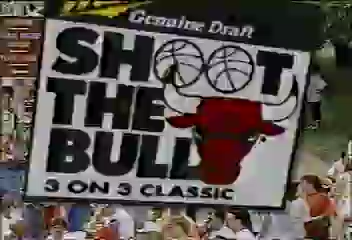 Genuine Draft
SHOOT
THE
BULL
3 ON 3 CLASSIC